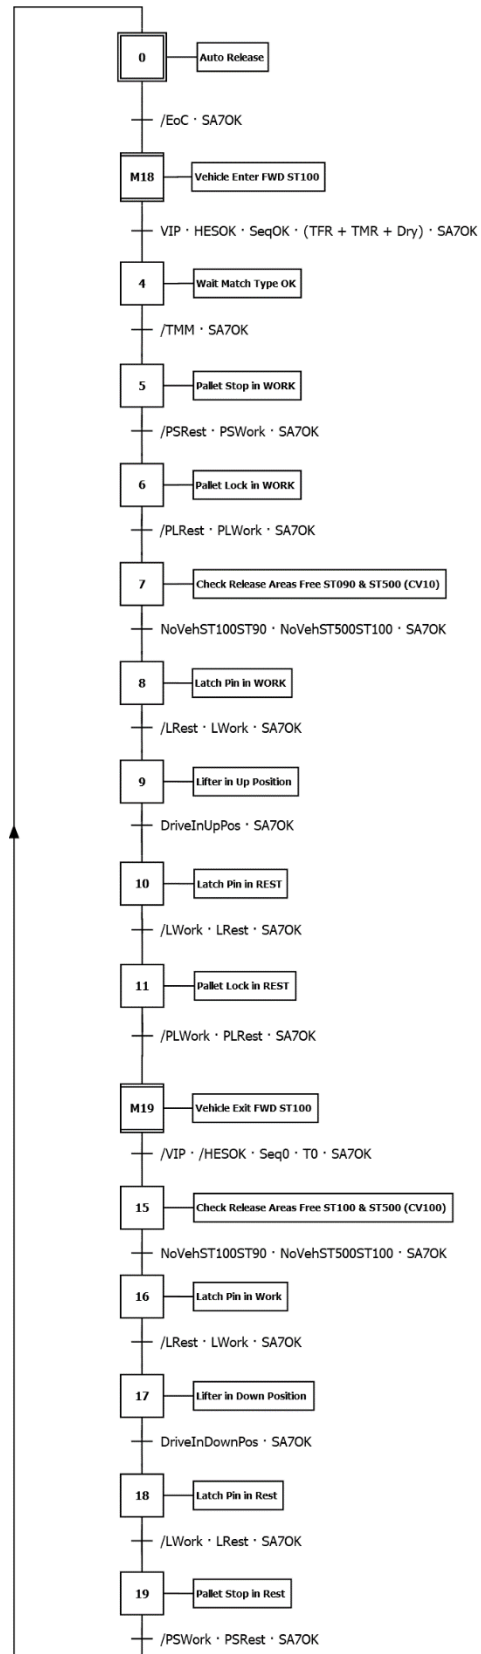 0 Auto Release
/EoC · SA7OK
M18 Vehicle Enter FWD ST100
VIP · HESOK · SeqOK · (TFR + TMR + Dry) · SA7OK
4 Wait Match Type OK
/TMM · SA7OK
5 Pallet Stop in WORK
/PSRest · PSWork · SA7OK
6 Pallet Lock in WORK
/PLRest · PLWork · SA7OK
7 Check Release Areas Free ST090 & ST500 (CV10)
NoVehST100ST90 · NoVehST500ST100 · SA7OK
8 Latch Pin in WORK
/LRest · LWork · SA7OK
9 Lifter in Up Position
DriveInUpPos · SA7OK
10 Latch Pin in REST
/LWork · LRest · SA7OK
11 Pallet Lock in REST
/PLWork · PLRest · SA7OK
M19 Vehicle Exit FWD ST100
/VIP · /HESOK · Seq0 · T0 · SA7OK
15 Check Release Areas Free ST100 & ST500 (CV100)
NoVehST100ST90 · NoVehST500ST100 · SA7OK
16 Latch Pin in Work
/LRest · LWork · SA7OK
17 Lifter in Down Position
DriveInDownPos · SA7OK
18 Latch Pin in Rest
/LWork · LRest · SA7OK
19 Pallet Stop in Rest
/PSWork · PSRest · SA7OK